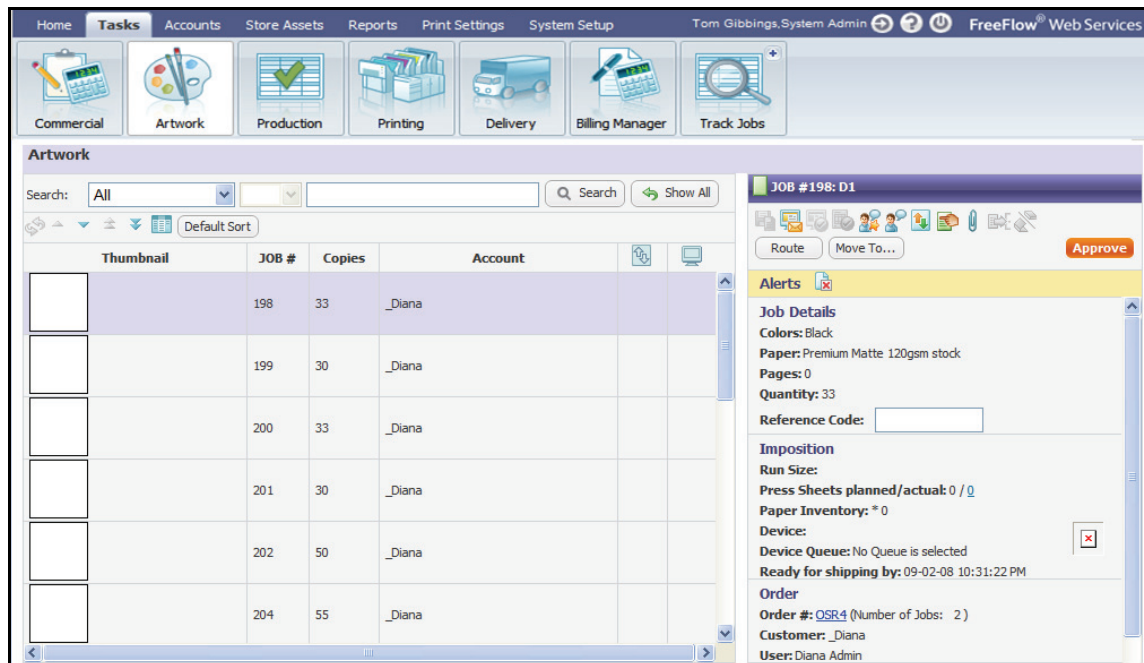 Home Tasks Accounts Store Assets Reports Print Settings System Setup Tom Gibbings,System Admin FreeFlow® Web Services
Commercial Artwork Production Printing Delivery Billing Manager Track Jobs
Artwork
Search: All Search Show All
Default Sort
Thumbnail JOB # Copies Account
198 33 _Diana
199 30 _Diana
200 33 _Diana
201 30 _Diana
202 50 _Diana
204 55 _Diana
JOB #198: D1
Route Move To... Approve
Alerts
Job Details
Colors: Black
Paper: Premium Matte 120gsm stock
Pages: 0
Quantity: 33
Reference Code:
Imposition
Run Size:
Press Sheets planned/actual: 0 / 0
Paper Inventory: * 0
Device:
Device Queue: No Queue is selected
Ready for shipping by: 09-02-08 10:31:22 PM
Order
Order #: OSR4 (Number of Jobs: 2 )
Customer: _Diana
User: Diana Admin